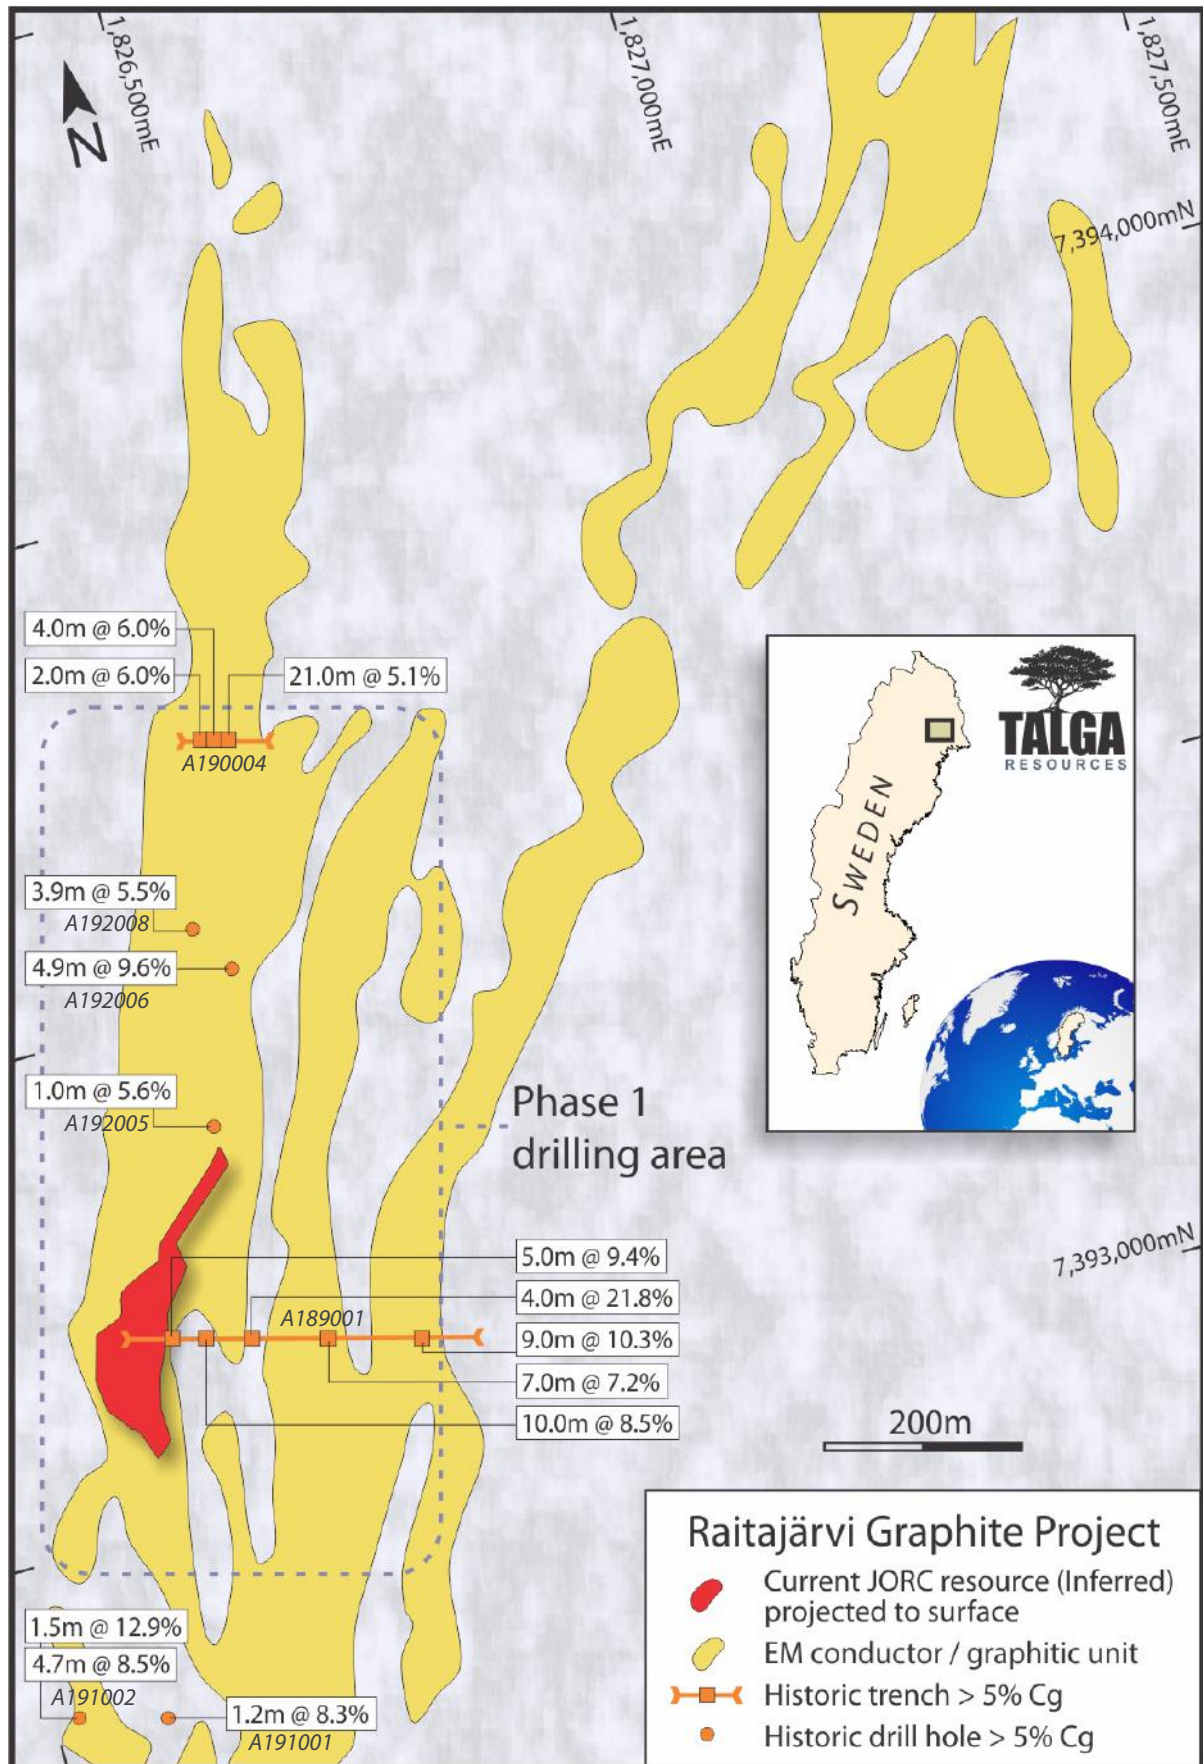 1,826,500mE
1,827,000mE
1,827,500mE
N
7,394,000mN
4.0m @ 6.0%
2.0m @ 6.0%
21.0m @ 5.1%
A190004
TALGA
RESOURCES
SWEDEN
3.9m @ 5.5%
A192008
4.9m @ 9.6%
A192006
1.0m @ 5.6%
A192005
Phase 1
drilling area
5.0m @ 9.4%
4.0m @ 21.8%
A189001
9.0m @ 10.3%
7.0m @ 7.2%
10.0m @ 8.5%
7,393,000mN
200m
Raitajärvi Graphite Project
Current JORC resource (Inferred)
projected to surface
EM conductor / graphitic unit
Historic trench > 5% Cg
Historic drill hole > 5% Cg
1.5m @ 12.9%
4.7m @ 8.5%
A191002
1.2m @ 8.3%
A191001